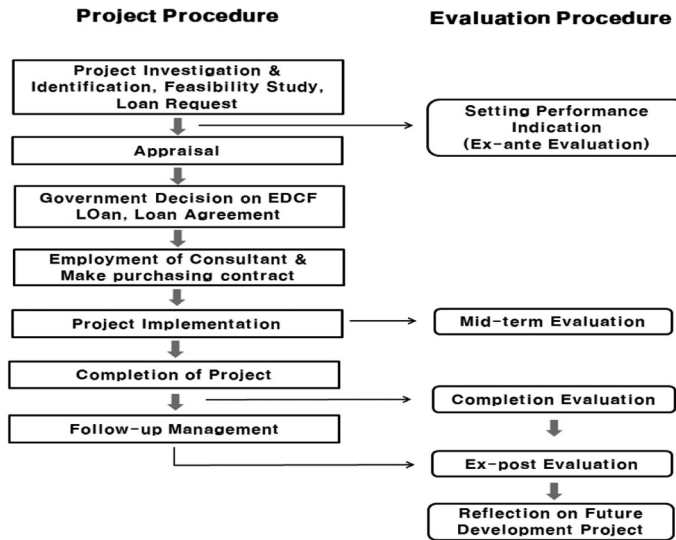 Project Procedure
Evaluation Procedure
Project Investigation &
Identification, Feasibility Study,
Loan Request
Setting Performance
Indication
(Ex-ante Evaluation)
Appraisal
Government Decision on EDCF
LOan, Loan Agreement
Employment of Consultant &
Make purchasing contract
Project Implementation
Mid-term Evaluation
Completion of Project
Completion Evaluation
Follow-up Management
Ex-post Evaluation
Reflection on Future
Development Project